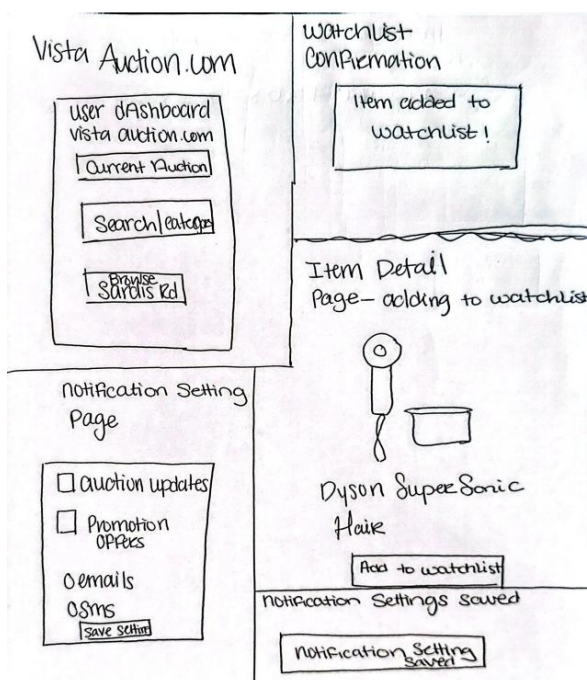 Vista Auction.com
user dAshboard
vista auction.com
Current Auction
Search/
Browse
Sardis Rd
watchlist
Confirmation
Item added to
watchlist!
Item Detail
Page- adding to watchlist
Dyson SuperSonic
Hair
Add to watchlist
notification Setting
Page
auction updates
Promotion
offers
emails
SMS
save setting
notification Settings saved
notification Setting
saved